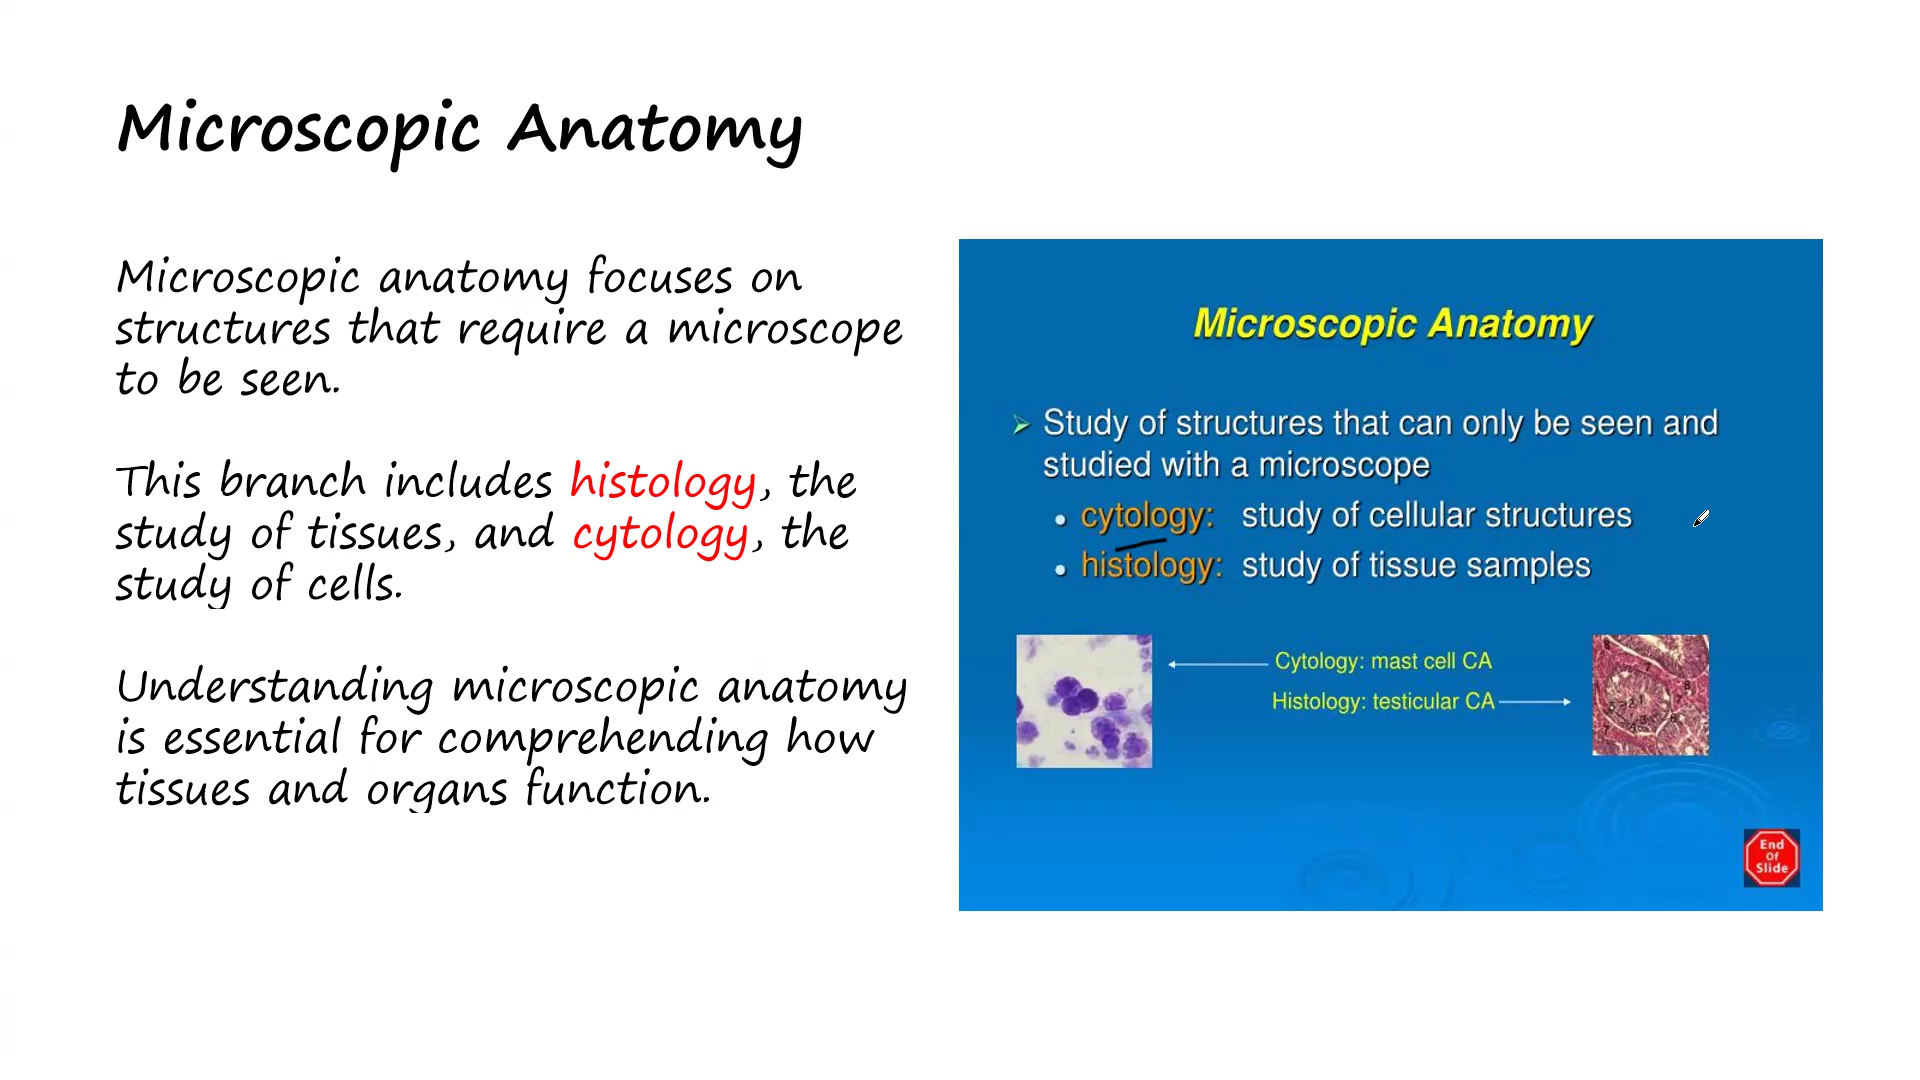 Microscopic Anatomy
Microscopic anatomy focuses on
structures that require a microscope
to be seen.
This branch includes histology, the
study of tissues, and cytology, the
study of cells.
Understanding microscopic anatomy
is essential for comprehending how
tissues and organs function.
Microscopic Anatomy
Study of structures that can only be seen and
studied with a microscope
cytology: study of cellular structures
histology: study of tissue samples
Cytology: mast cell CA
Histology: testicular CA
End
Of
Slide